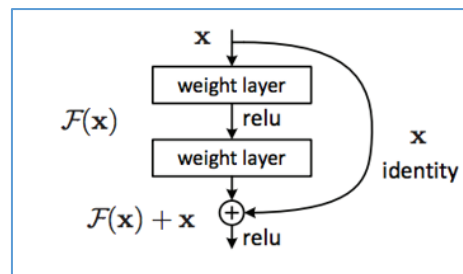 x
weight layer
F(x)
relu
x
weight layer
identity
F(x) + x
+
relu